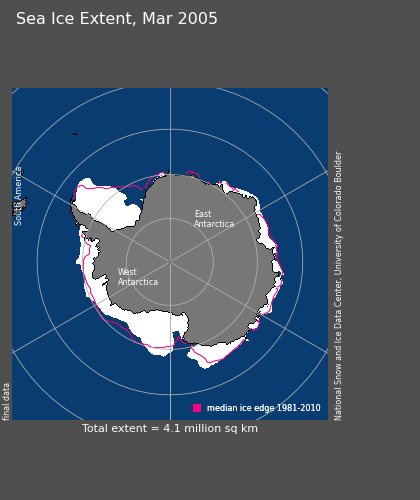 Sea Ice Extent, Mar 2005
South America
East
Antarctica
West
Antarctica
National Snow and Ice Data Center, University of Colorado Boulder
final data
median ice edge 1981-2010
Total extent = 4.1 million sq km